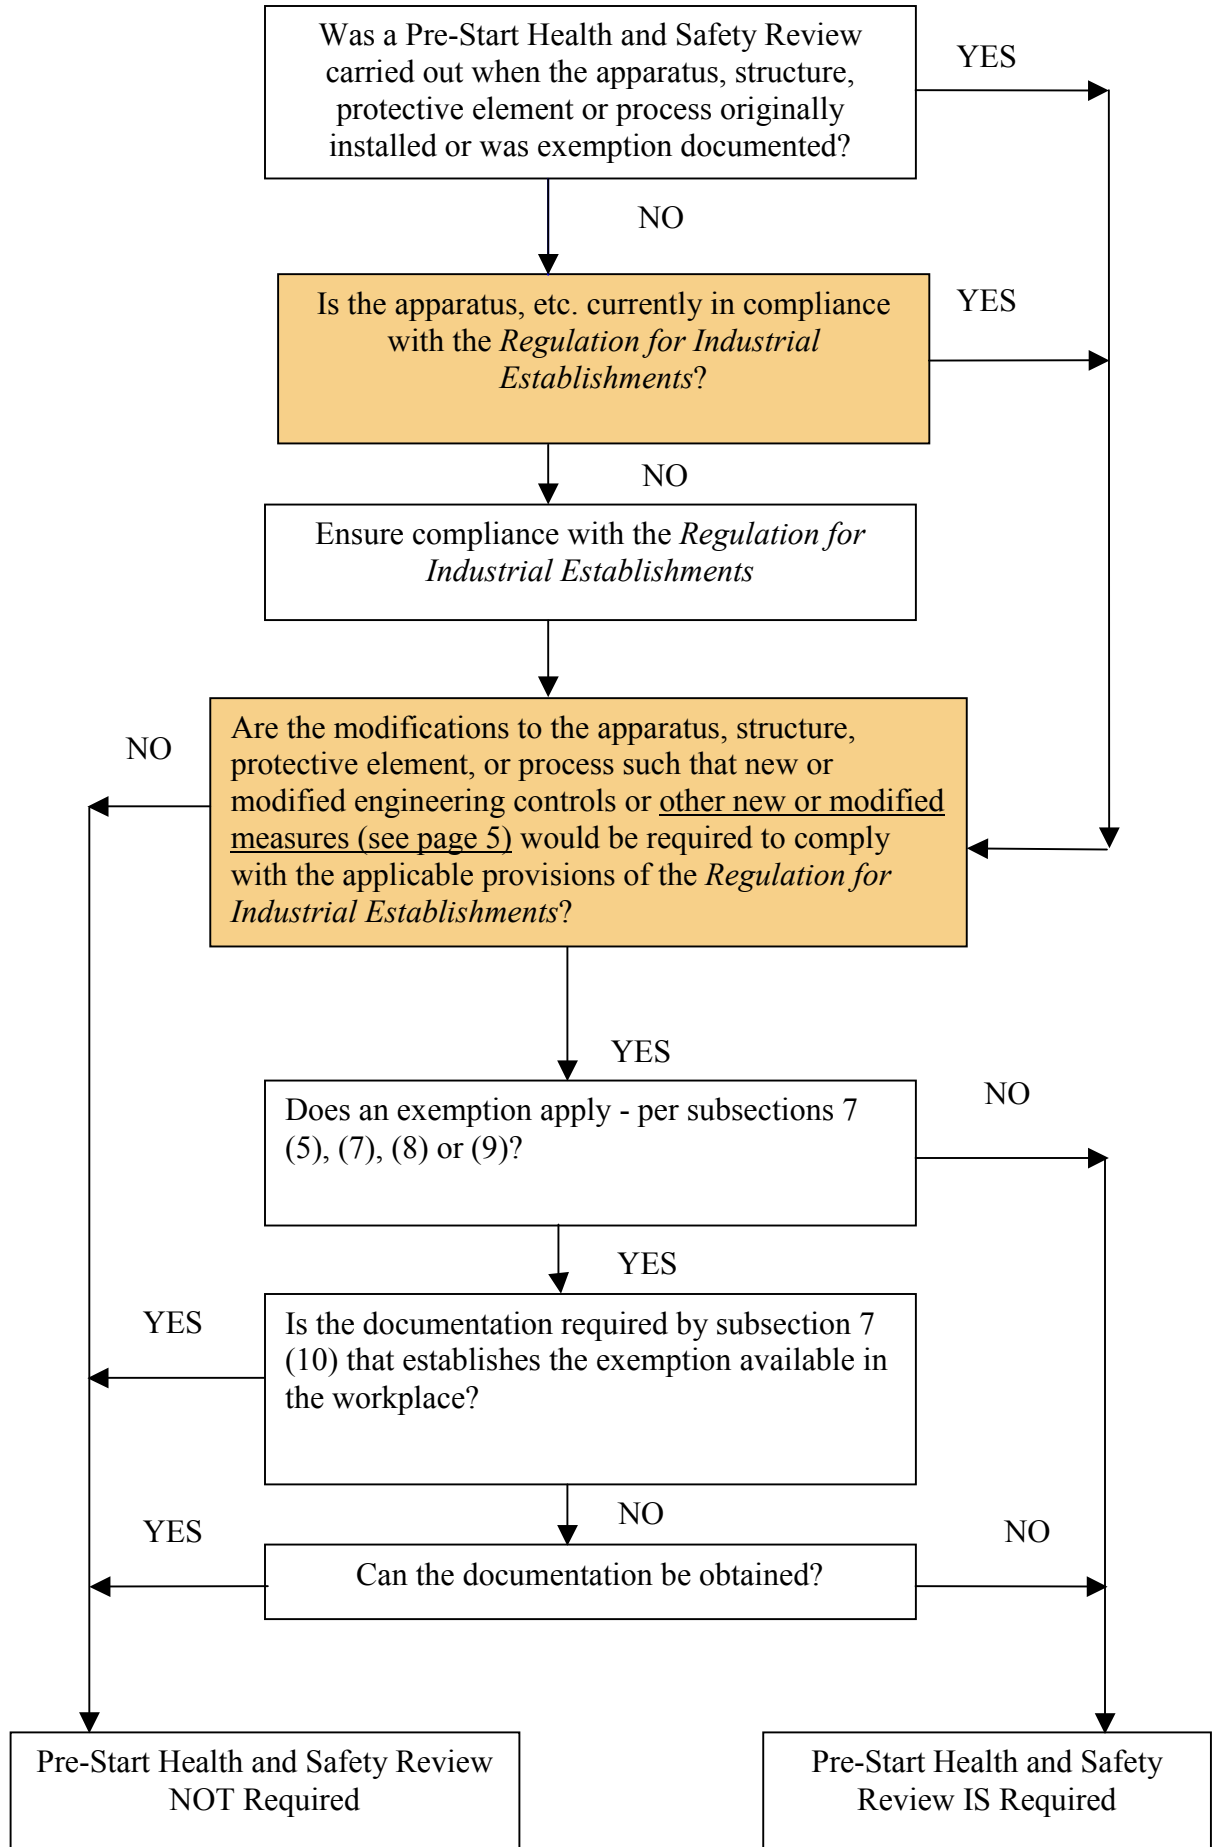 Was a Pre-Start Health and Safety Review
carried out when the apparatus, structure,
protective element or process originally
installed or was exemption documented?
YES
NO
Is the apparatus, etc. currently in compliance
with the Regulation for Industrial
Establishments?
YES
NO
Ensure compliance with the Regulation for
Industrial Establishments
NO
Are the modifications to the apparatus, structure,
protective element, or process such that new or
modified engineering controls or other new or modified
measures (see page 5) would be required to comply
with the applicable provisions of the Regulation for
Industrial Establishments?
YES
Does an exemption apply - per subsections 7
(5), (7), (8) or (9)?
NO
YES
YES
Is the documentation required by subsection 7
(10) that establishes the exemption available in
the workplace?
NO
YES
Can the documentation be obtained?
NO
Pre-Start Health and Safety Review
NOT Required
Pre-Start Health and Safety
Review IS Required